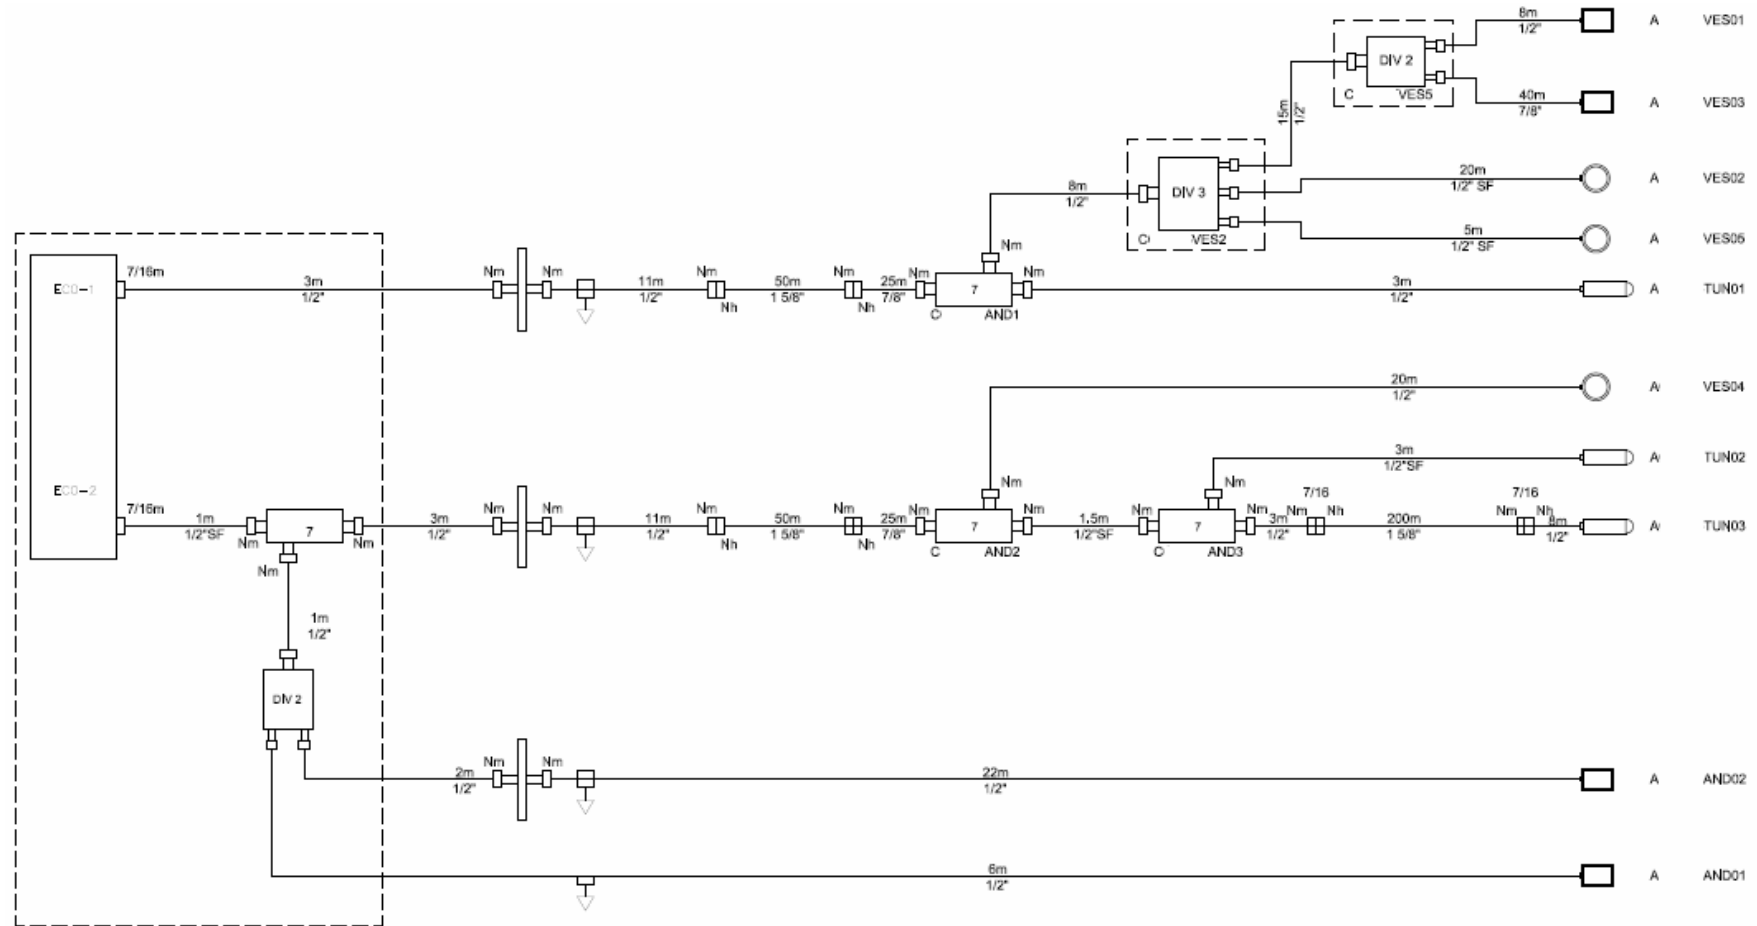 8m
1/2"
A VES01
DIV 2
C VES5
40m
7/8"
A VES03
15m
1/2"
DIV 3
C VES2
8m
1/2"
20m
1/2" SF
A VES02
5m
1/2" SF
A VES05
ECO-1
7/16m
3m
1/2"
Nm
Nm
11m
1/2"
Nm
Nh
50m
1 5/8"
Nm
Nh
25m
7/8"
Nm
7
Nm
Nm
C AND1
3m
1/2"
A TUN01
20m
1/2"
A VES04
3m
1/2"SF
A TUN02
ECO-2
7/16m
1m
1/2"SF
Nm
7
Nm
Nm
3m
1/2"
Nm
Nm
11m
1/2"
Nm
Nh
50m
1 5/8"
Nm
Nh
25m
7/8"
Nm
7
Nm
Nm
C AND2
1.5m
1/2"SF
Nm
7
Nm
Nm
C AND3
3m
1/2"
7/16
Nm Nh
200m
1 5/8"
7/16
Nm Nh
8m
1/2"
A TUN03
1m
1/2"
DIV 2
2m
1/2"
Nm
Nm
22m
1/2"
A AND02
6m
1/2"
A AND01